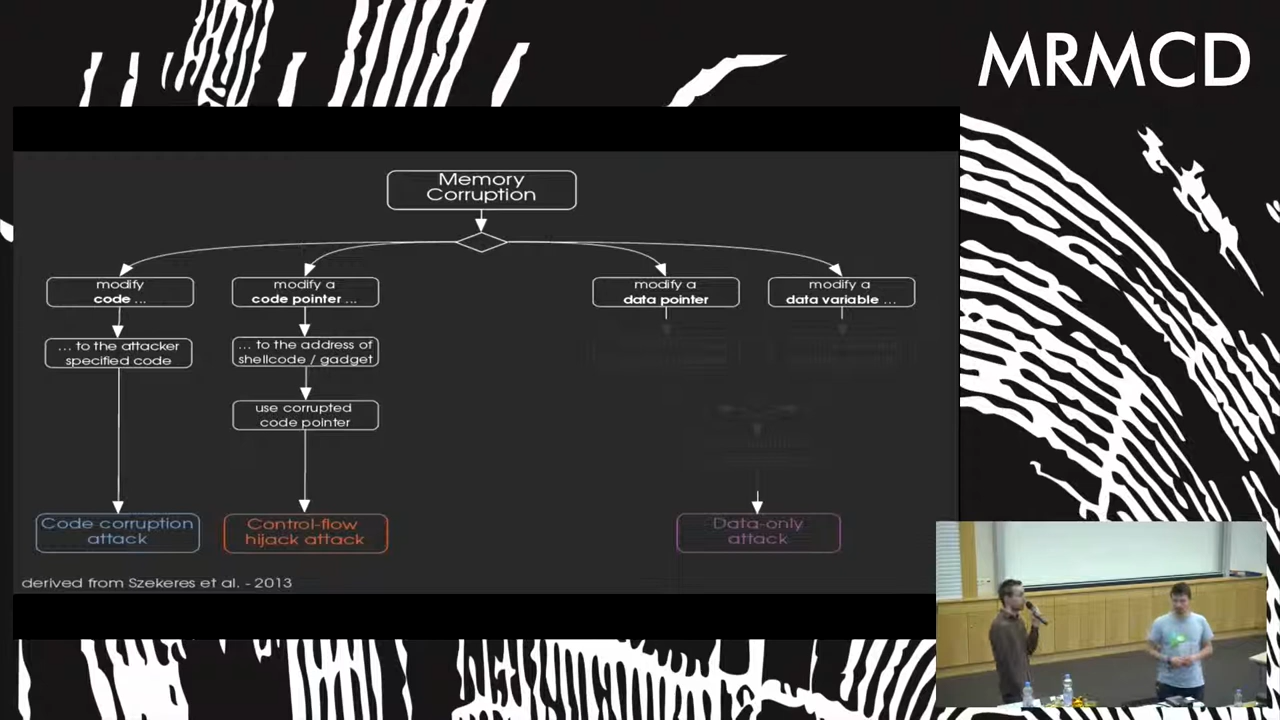 MRMCD
Memory
Corruption
modify
code ...
modify a
code pointer ...
modify a
data pointer
modify a
data variable ...
... to the attacker
specified code
... to the address of
shellcode / gadget
use corrupted
code pointer
Code corruption
attack
Control-flow
hijack attack
Data-only
attack
derived from Szekeres et al. - 2013